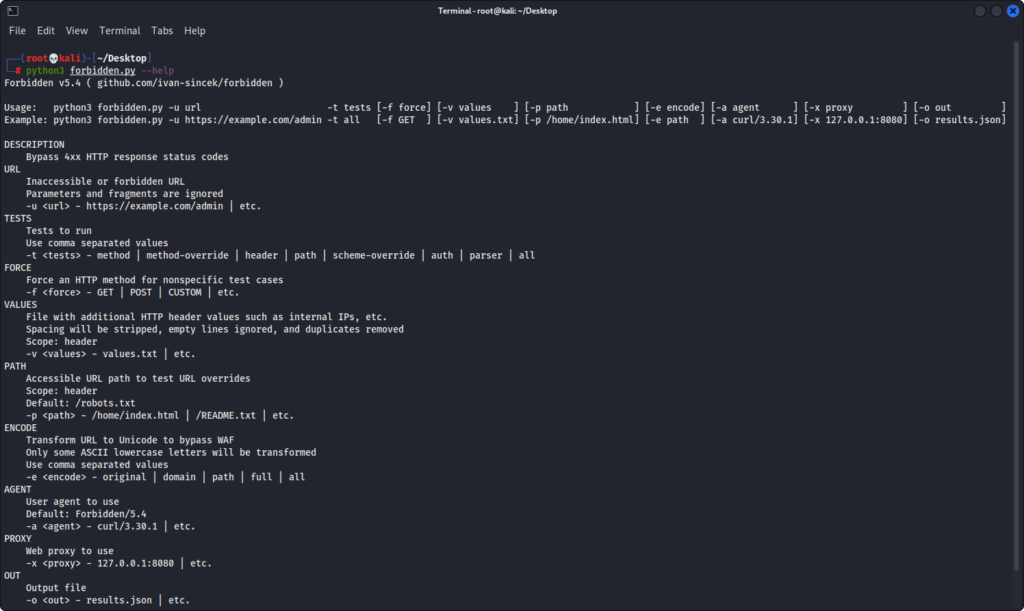 Terminal - root@kali: ~/Desktop
File Edit View Terminal Tabs Help
┌──(root💀kali)-[~/Desktop]
└─# python3 forbidden.py --help
Forbidden v5.4 ( github.com/ivan-sincek/forbidden )
Usage:   python3 forbidden.py -u url                       -t tests [-f force] [-v values    ] [-p path            ] [-e encode] [-a agent      ] [-x proxy         ] [-o out         ]
Example: python3 forbidden.py -u https://example.com/admin -t all   [-f GET  ] [-v values.txt] [-p /home/index.html] [-e path  ] [-a curl/3.30.1] [-x 127.0.0.1:8080] [-o results.json]
DESCRIPTION
    Bypass 4xx HTTP response status codes
URL
    Inaccessible or forbidden URL
    Parameters and fragments are ignored
    -u <url> - https://example.com/admin | etc.
TESTS
    Tests to run
    Use comma separated values
    -t <tests> - method | method-override | header | path | scheme-override | auth | parser | all
FORCE
    Force an HTTP method for nonspecific test cases
    -f <force> - GET | POST | CUSTOM | etc.
VALUES
    File with additional HTTP header values such as internal IPs, etc.
    Spacing will be stripped, empty lines ignored, and duplicates removed
    Scope: header
    -v <values> - values.txt | etc.
PATH
    Accessible URL path to test URL overrides
    Scope: header
    Default: /robots.txt
    -p <path> - /home/index.html | /README.txt | etc.
ENCODE
    Transform URL to Unicode to bypass WAF
    Only some ASCII lowercase letters will be transformed
    Use comma separated values
    -e <encode> - original | domain | path | full | all
AGENT
    User agent to use
    Default: Forbidden/5.4
    -a <agent> - curl/3.30.1 | etc.
PROXY
    Web proxy to use
    -x <proxy> - 127.0.0.1:8080 | etc.
OUT
    Output file
    -o <out> - results.json | etc.